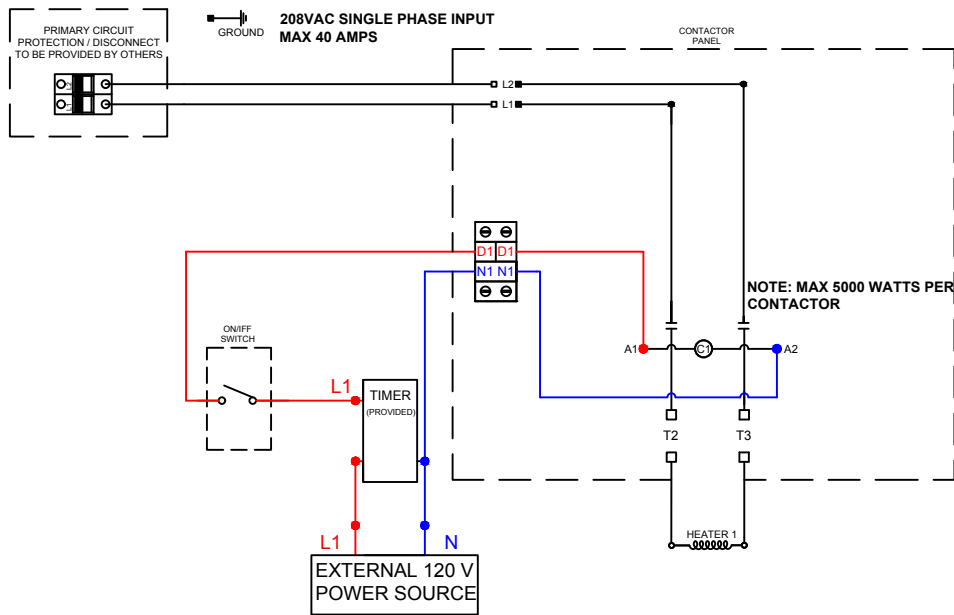 PRIMARY CIRCUIT
PROTECTION / DISCONNECT
TO BE PROVIDED BY OTHERS
GROUND
208VAC SINGLE PHASE INPUT
MAX 40 AMPS
CONTACTOR
PANEL
L2
L1
L2
L1
D1 D1
N1 N1
NOTE: MAX 5000 WATTS PER
CONTACTOR
A1
C1
A2
ON/IFF
SWITCH
L1
TIMER
(PROVIDED)
T2
T3
HEATER 1
L1
N
EXTERNAL 120 V
POWER SOURCE